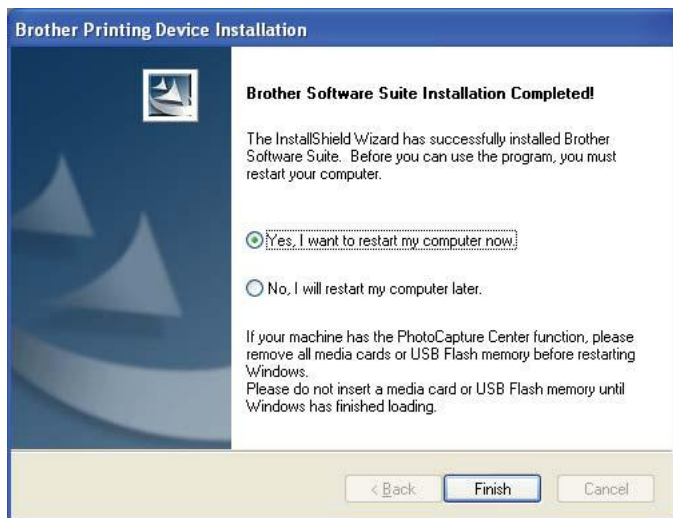 Brother Printing Device Installation
Brother Software Suite Installation Completed!
The InstallShield Wizard has successfully installed Brother
Software Suite. Before you can use the program, you must
restart your computer.
Yes, I want to restart my computer now.
No, I will restart my computer later.
If your machine has the PhotoCapture Center function, please
remove all media cards or USB Flash memory before restarting
Windows.
Please do not insert a media card or USB Flash memory until
Windows has finished loading.
< Back
Finish
Cancel